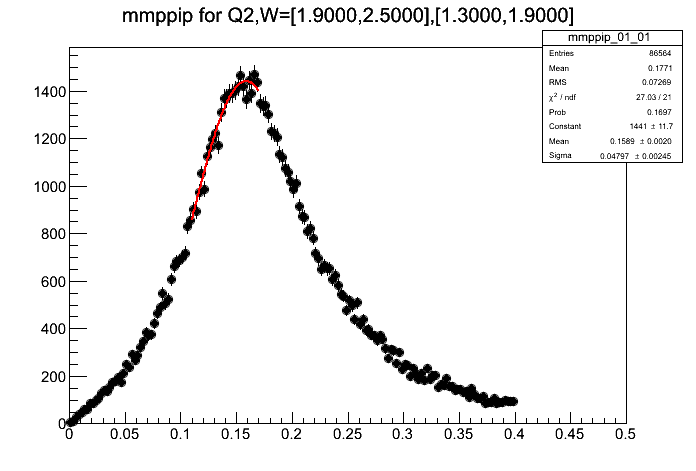 mmppip for Q2,W=[1.9000,2.5000],[1.3000,1.9000]
mmppip_01_01
Entries 86564
Mean 0.1771
RMS 0.07269
χ² / ndf 27.03 / 21
Prob 0.1697
Constant 1441 ± 11.7
Mean 0.1589 ± 0.0020
Sigma 0.04797 ± 0.00245
1400
1200
1000
800
600
400
200
0
0 0.05 0.1 0.15 0.2 0.25 0.3 0.35 0.4 0.45 0.5